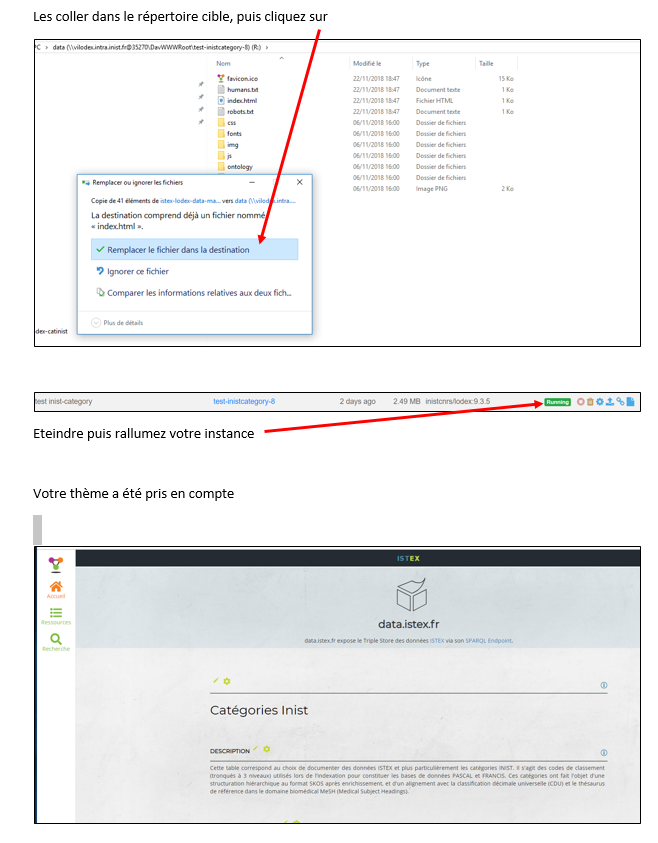 Les coller dans le répertoire cible, puis cliquez sur
PC > data (\\vilodex.intra.inist.fr@35270\DavWWWRoot\test-inistcategory-8) (R:) >
Nom Modifié le Type Taille
favicon.ico 22/11/2018 18:47 Icône 15 Ko
humans.txt 22/11/2018 18:47 Document texte 1 Ko
index.html 22/11/2018 18:47 Fichier HTML 1 Ko
robots.txt 22/11/2018 18:47 Document texte 1 Ko
css 06/11/2018 16:00 Dossier de fichiers
fonts 06/11/2018 16:00 Dossier de fichiers
img 06/11/2018 16:00 Dossier de fichiers
js 06/11/2018 16:00 Dossier de fichiers
ontology 06/11/2018 16:00 Dossier de fichiers
06/11/2018 16:00 Dossier de fichiers
06/11/2018 16:00 Image PNG 2 Ko
Remplacer ou ignorer les fichiers
Copie de 41 éléments de istex-lodex-data-ma... vers data (\\vilodex.intra....
La destination comprend déjà un fichier nommé
« index.html ».
Remplacer le fichier dans la destination
Ignorer ce fichier
Comparer les informations relatives aux deux fich...
Plus de détails
dex-catinist
test inist-category test-inistcategory-8 2 days ago 2.49 MB inistcnrs/lodex:9.3.5 Running
Eteindre puis rallumez votre instance
Votre thème a été pris en compte
ISTEX
Accueil
Ressources
Recherche
data.istex.fr
data.istex.fr expose le Triple Store des données ISTEX via son SPARQL Endpoint.
Catégories Inist
DESCRIPTION
Cette table correspond au choix de documenter des données ISTEX et plus particulièrement les catégories INIST. Il s'agit des codes de classement
(tronqués à 3 niveau) utilisés lors de l'indexation pour constituer les bases de données PASCAL et FRANCIS. Ces catégories ont fait l'objet d'une
structuration hiérarchique au format SKOS après enrichissement, et d'un alignement avec la classification décimale universelle (CDU) et le thésaurus
de référence dans le domaine biomédical MeSH (Medical Subject Headings).